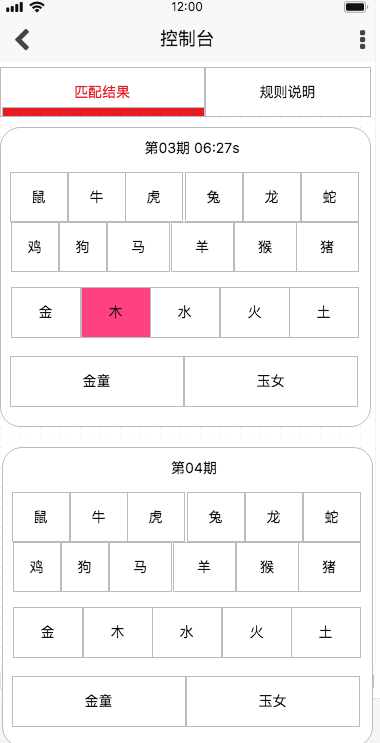 12:00
控制台
匹配结果 规则说明
第03期 06:27s
鼠 牛 虎 兔 龙 蛇
鸡 狗 马 羊 猴 猪
金 木 水 火 土
金童 玉女
第04期
鼠 牛 虎 兔 龙 蛇
鸡 狗 马 羊 猴 猪
金 木 水 火 土
金童 玉女